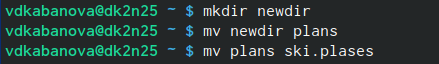 vdkabanova@dk2n25 ~ $ mkdir newdir
vdkabanova@dk2n25 ~ $ mv newdir plans
vdkabanova@dk2n25 ~ $ mv plans ski.plases